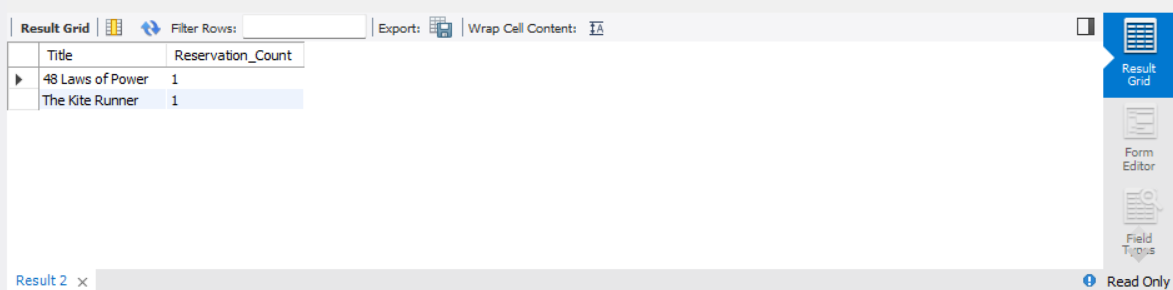 Result Grid Filter Rows: Export: Wrap Cell Content: IA
Title Reservation_Count
48 Laws of Power 1
The Kite Runner 1
Result
Grid
Form
Editor
Field
Types
Result 2 × Read Only